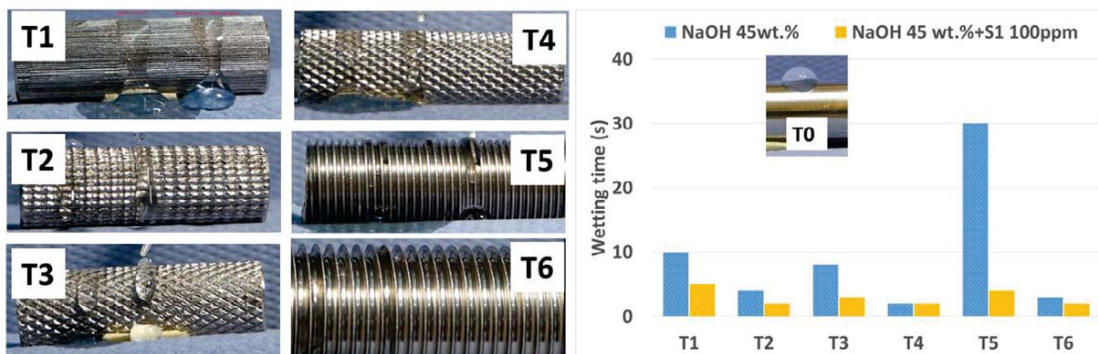 T1
T4
T2
T5
T3
T6
NaOH 45wt.%
NaOH 45 wt.%+S1 100ppm
Wetting time (s)
40
30
20
10
0
T0
T1
T2
T3
T4
T5
T6